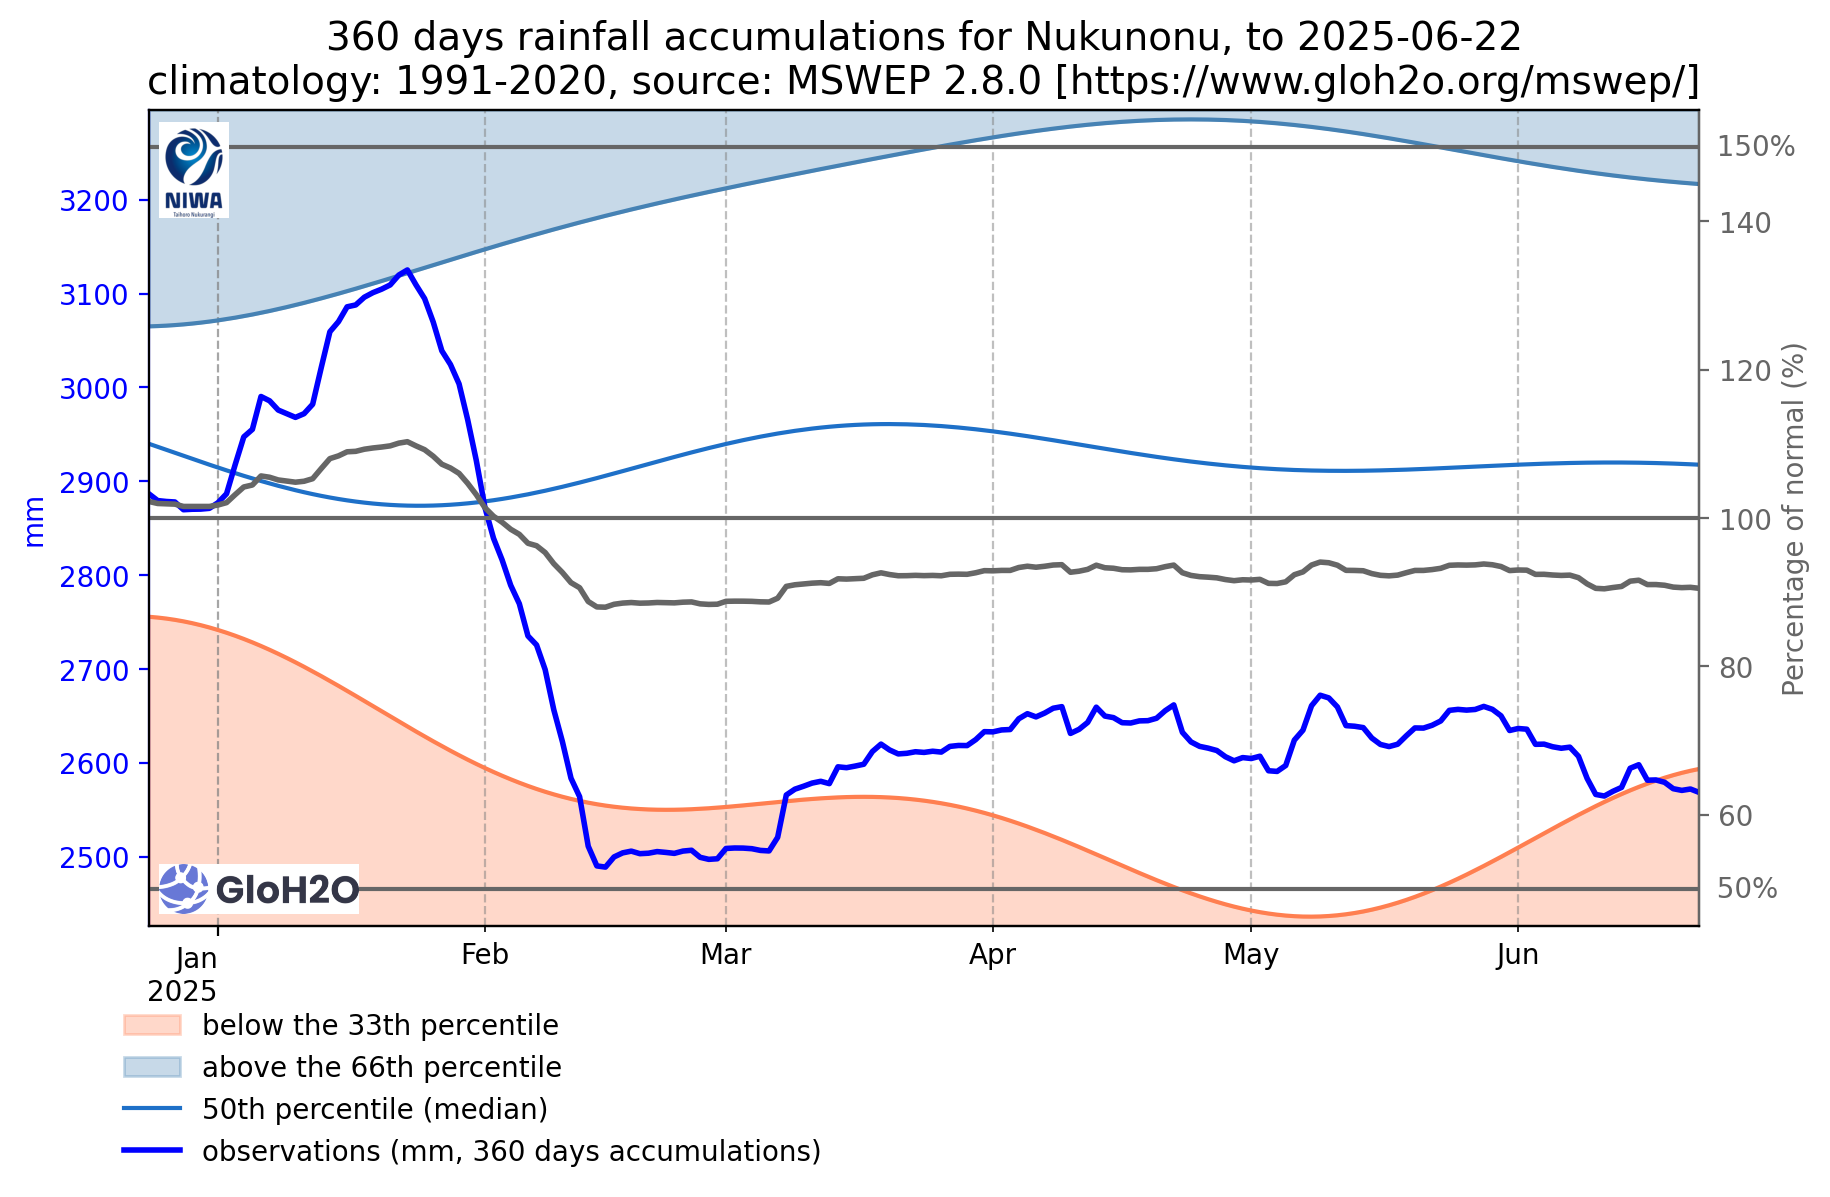 360 days rainfall accumulations for Nukunonu, to 2025-06-22
climatology: 1991-2020, source: MSWEP 2.8.0 [https://www.gloh2o.org/mswep/]
NIWA
Taihoro Nukurangi
3200
3100
3000
2900
2800
2700
2600
2500
mm
150%
140
120
100
80
60
50%
Percentage of normal (%)
GloH2O
Jan
2025
Feb
Mar
Apr
May
Jun
below the 33th percentile
above the 66th percentile
50th percentile (median)
observations (mm, 360 days accumulations)